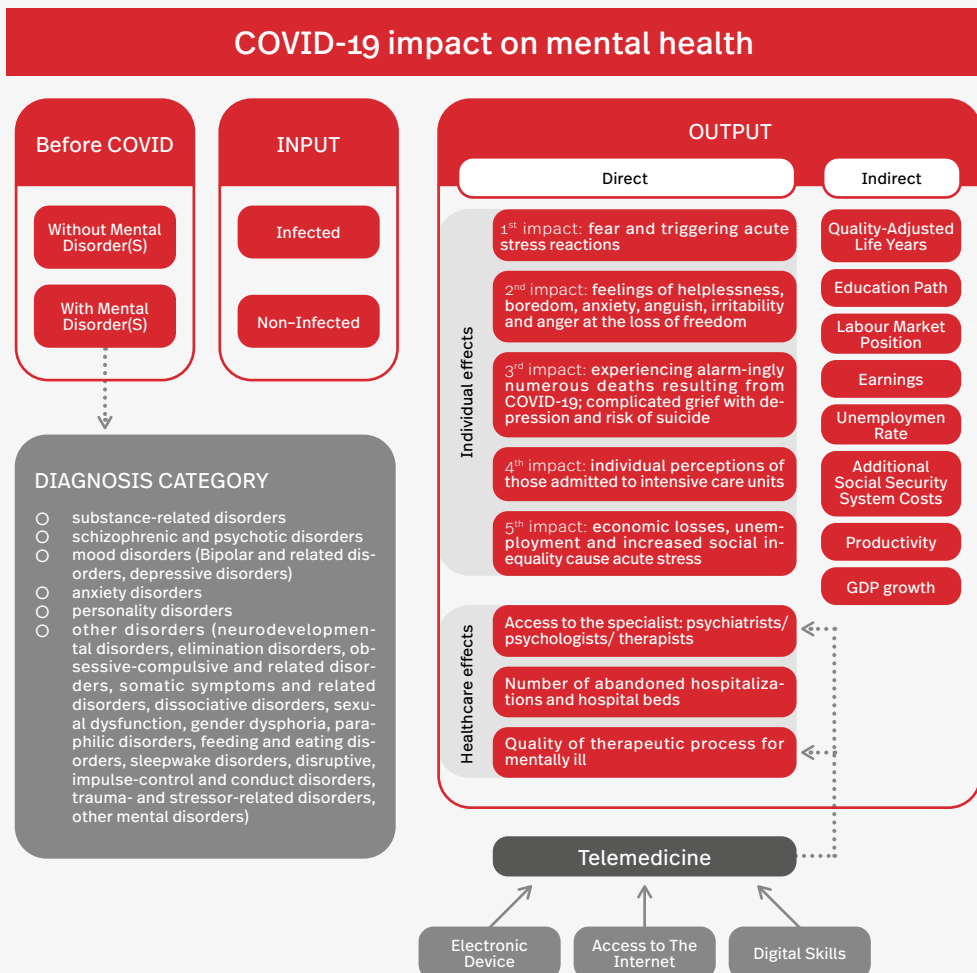 COVID-19 impact on mental health
Before COVID
Without Mental
Disorder(S)
With Mental
Disorder(S)
INPUT
Infected
Non-Infected
DIAGNOSIS CATEGORY
substance-related disorders
schizophrenic and psychotic disorders
mood disorders (Bipolar and related dis-
orders, depressive disorders)
anxiety disorders
personality disorders
other disorders (neurodevelopmen-
tal disorders, elimination disorders, ob-
sessive-compulsive and related disor-
ders, somatic symptoms and related
disorders, dissociative disorders, sexu-
al dysfunction, gender dysphoria, para-
philic disorders, feeding and eating dis-
orders, sleepwake disorders, disruptive,
impulse-control and conduct disorders,
trauma- and stressor-related disorders,
other mental disorders)
OUTPUT
Direct
Individual effects
1st impact: fear and triggering acute
stress reactions
2nd impact: feelings of helplessness,
boredom, anxiety, anguish, irritability
and anger at the loss of freedom
3rd impact: experiencing alarm-ingly
numerous deaths resulting from
COVID-19; complicated grief with de-
pression and risk of suicide
4th impact: individual perceptions of
those admitted to intensive care units
5th impact: economic losses, unem-
ployment and increased social in-
equality cause acute stress
Healthcare effects
Access to the specialist: psychiatrists/
psychologists/ therapists
Number of abandoned hospitaliza-
tions and hospital beds
Quality of therapeutic process for
mentally ill
Indirect
Quality-Adjusted
Life Years
Education Path
Labour Market
Position
Earnings
Unemploymen
Rate
Additional
Social Security
System Costs
Productivity
GDP growth
Telemedicine
Electronic
Device
Access to The
Internet
Digital Skills